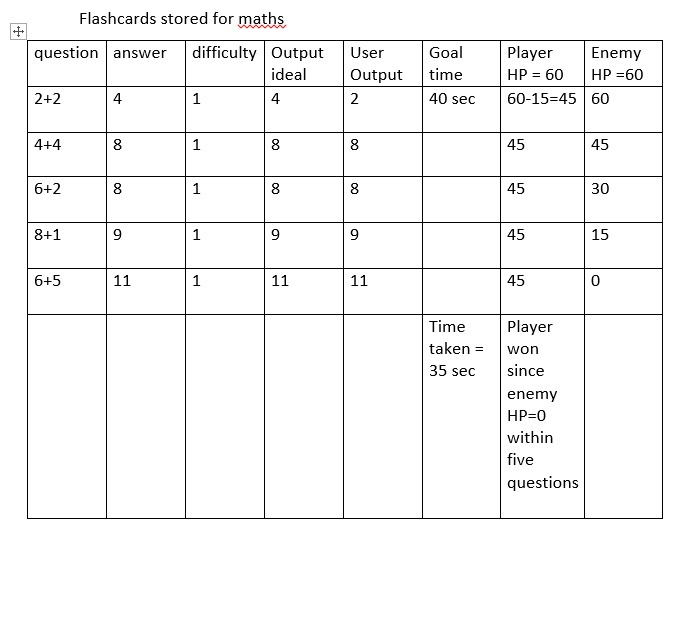 Flashcards stored for maths
question answer difficulty Output ideal User Output Goal time Player HP = 60 Enemy HP =60
2+2 4 1 4 2 40 sec 60-15=45 60
4+4 8 1 8 8 45 45
6+2 8 1 8 8 45 30
8+1 9 1 9 9 45 15
6+5 11 1 11 11 45 0
Time taken = 35 sec Player won since enemy HP=0 within five questions